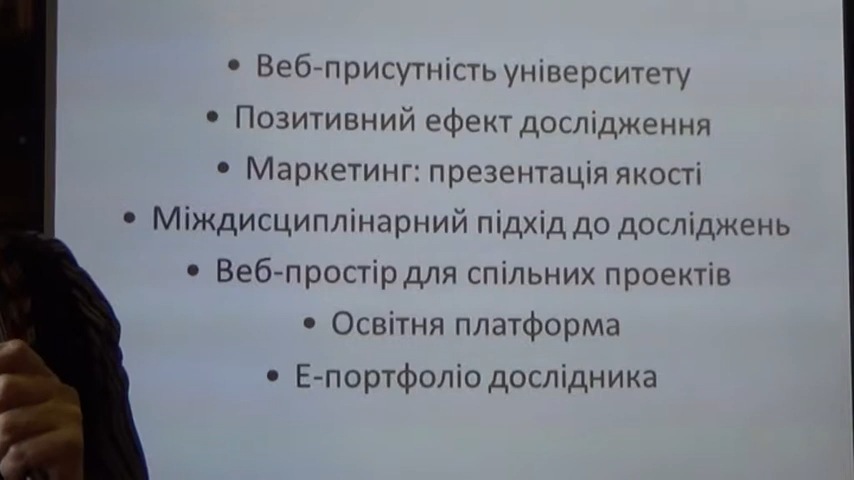 • Веб-присутність університету
• Позитивний ефект дослідження
• Маркетинг: презентація якості
• Міждисциплінарний підхід до досліджень
• Веб-простір для спільних проектів
• Освітня платформа
• Е-портфоліо дослідника